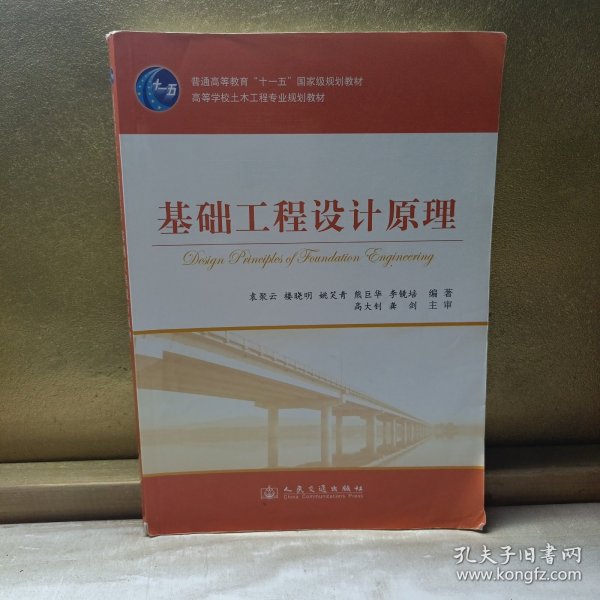 十一五
普通高等教育“十一五”国家级规划教材
高等学校土木工程专业规划教材
基础工程设计原理
Design Principles of Foundation Engineering
袁聚云 楼晓明 姚笑青 熊巨华 李镜培 编著
高大钊 龚 剑 主审
人民交通出版社
China Communications Press
孔夫子旧书网
www.kongfz.com